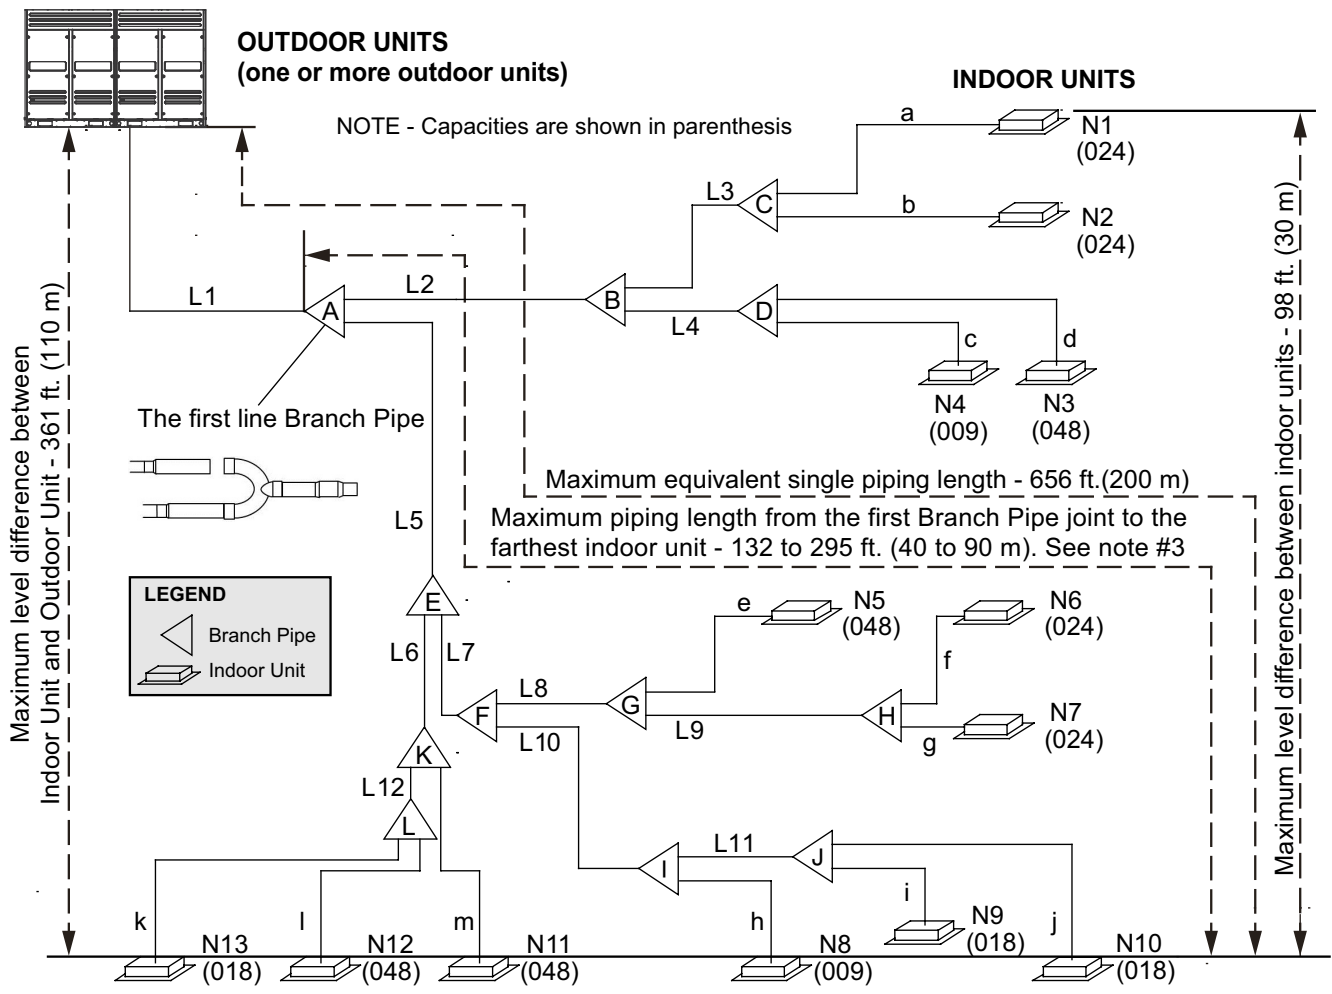 OUTDOOR UNITS
(one or more outdoor units)
INDOOR UNITS
NOTE - Capacities are shown in parenthesis
a
N1
(024)
L3
C
b
N2
(024)
L1
A
L2
B
L4
D
c
d
N4
(009)
N3
(048)
The first line Branch Pipe
Maximum level difference between
Indoor Unit and Outdoor Unit - 361 ft. (110 m)
Maximum level difference between indoor units - 98 ft. (30 m)
Maximum equivalent single piping length - 656 ft.(200 m)
Maximum piping length from the first Branch Pipe joint to the
farthest indoor unit - 132 to 295 ft. (40 to 90 m). See note #3
L5
LEGEND
Branch Pipe
Indoor Unit
E
L6
L7
e
N5
(048)
N6
(024)
f
L8
G
F
L9
H
L10
g
N7
(024)
K
L12
L
L11
J
I
i
k
l
m
h
j
N9
(018)
N13
(018)
N12
(048)
N11
(048)
N8
(009)
N10
(018)